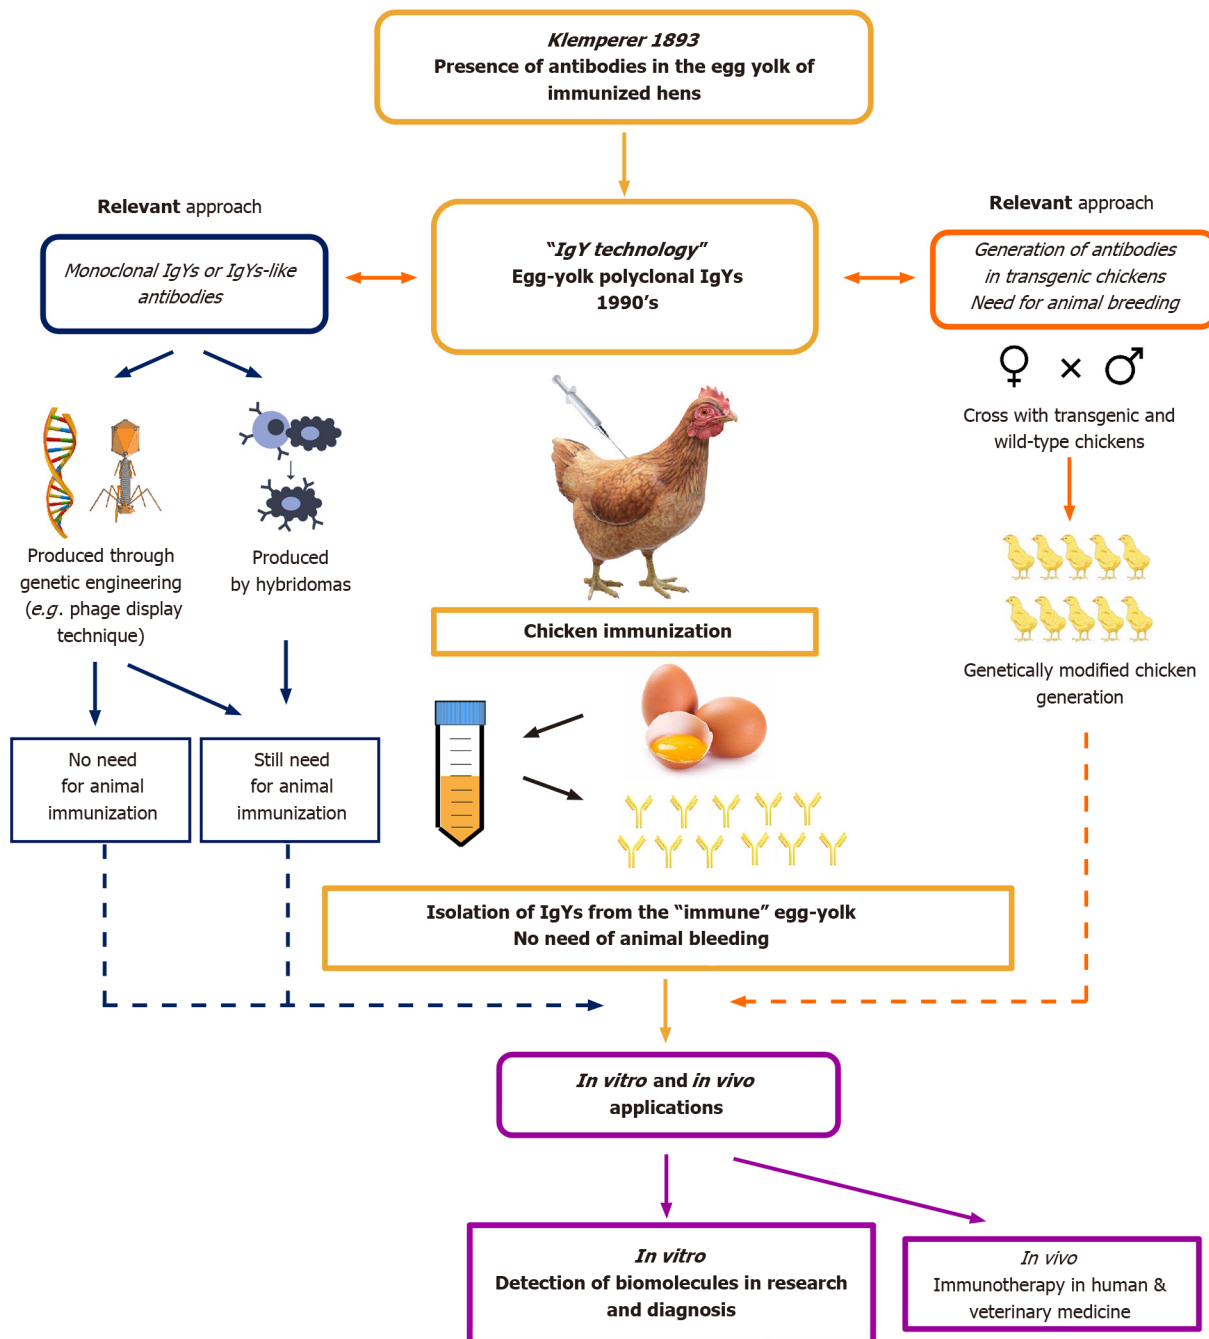 Klemperer 1893
Presence of antibodies in the egg yolk of
immunized hens
Relevant approach
Monoclonal IgYs or IgYs-like
antibodies
"IgY technology"
Egg-yolk polyclonal IgYs
1990's
Relevant approach
Generation of antibodies
in transgenic chickens
Need for animal breeding
Cross with transgenic and
wild-type chickens
Produced through
genetic engineering
(e.g. phage display
technique)
Produced
by hybridomas
Chicken immunization
Genetically modified chicken
generation
No need
for animal
immunization
Still need
for animal
immunization
Isolation of IgYs from the “immune” egg-yolk
No need of animal bleeding
In vitro and in vivo
applications
In vitro
Detection of biomolecules in research
and diagnosis
In vivo
Immunotherapy in human &
veterinary medicine